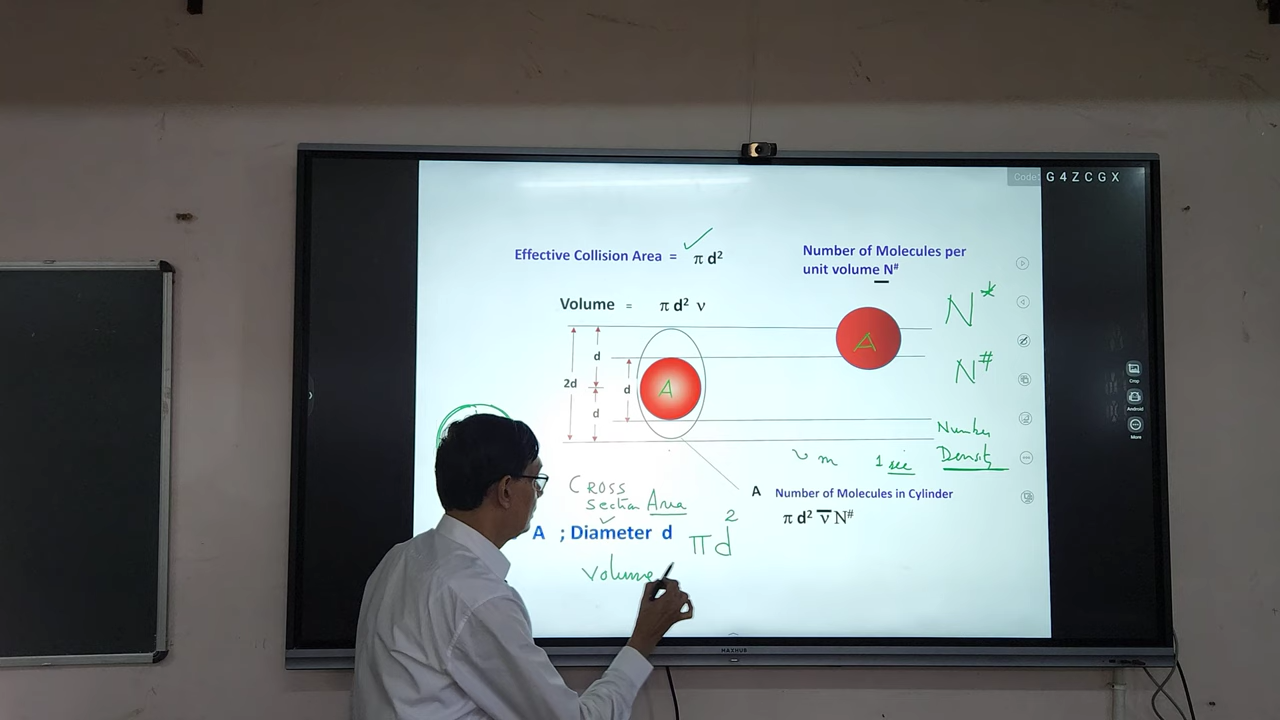 Code: G4ZCGX
Effective Collision Area = π d²
Number of Molecules per
unit volume N#
Volume = π d² ν
N*
N#
A
A
d
2d
d
d
Number
Density
ν m 1 sec
Cross
section Area
A Number of Molecules in Cylinder
π d² ν̅ N#
A ; Diameter d
πd²
Volume
Crop
Android
More
MAXHUB